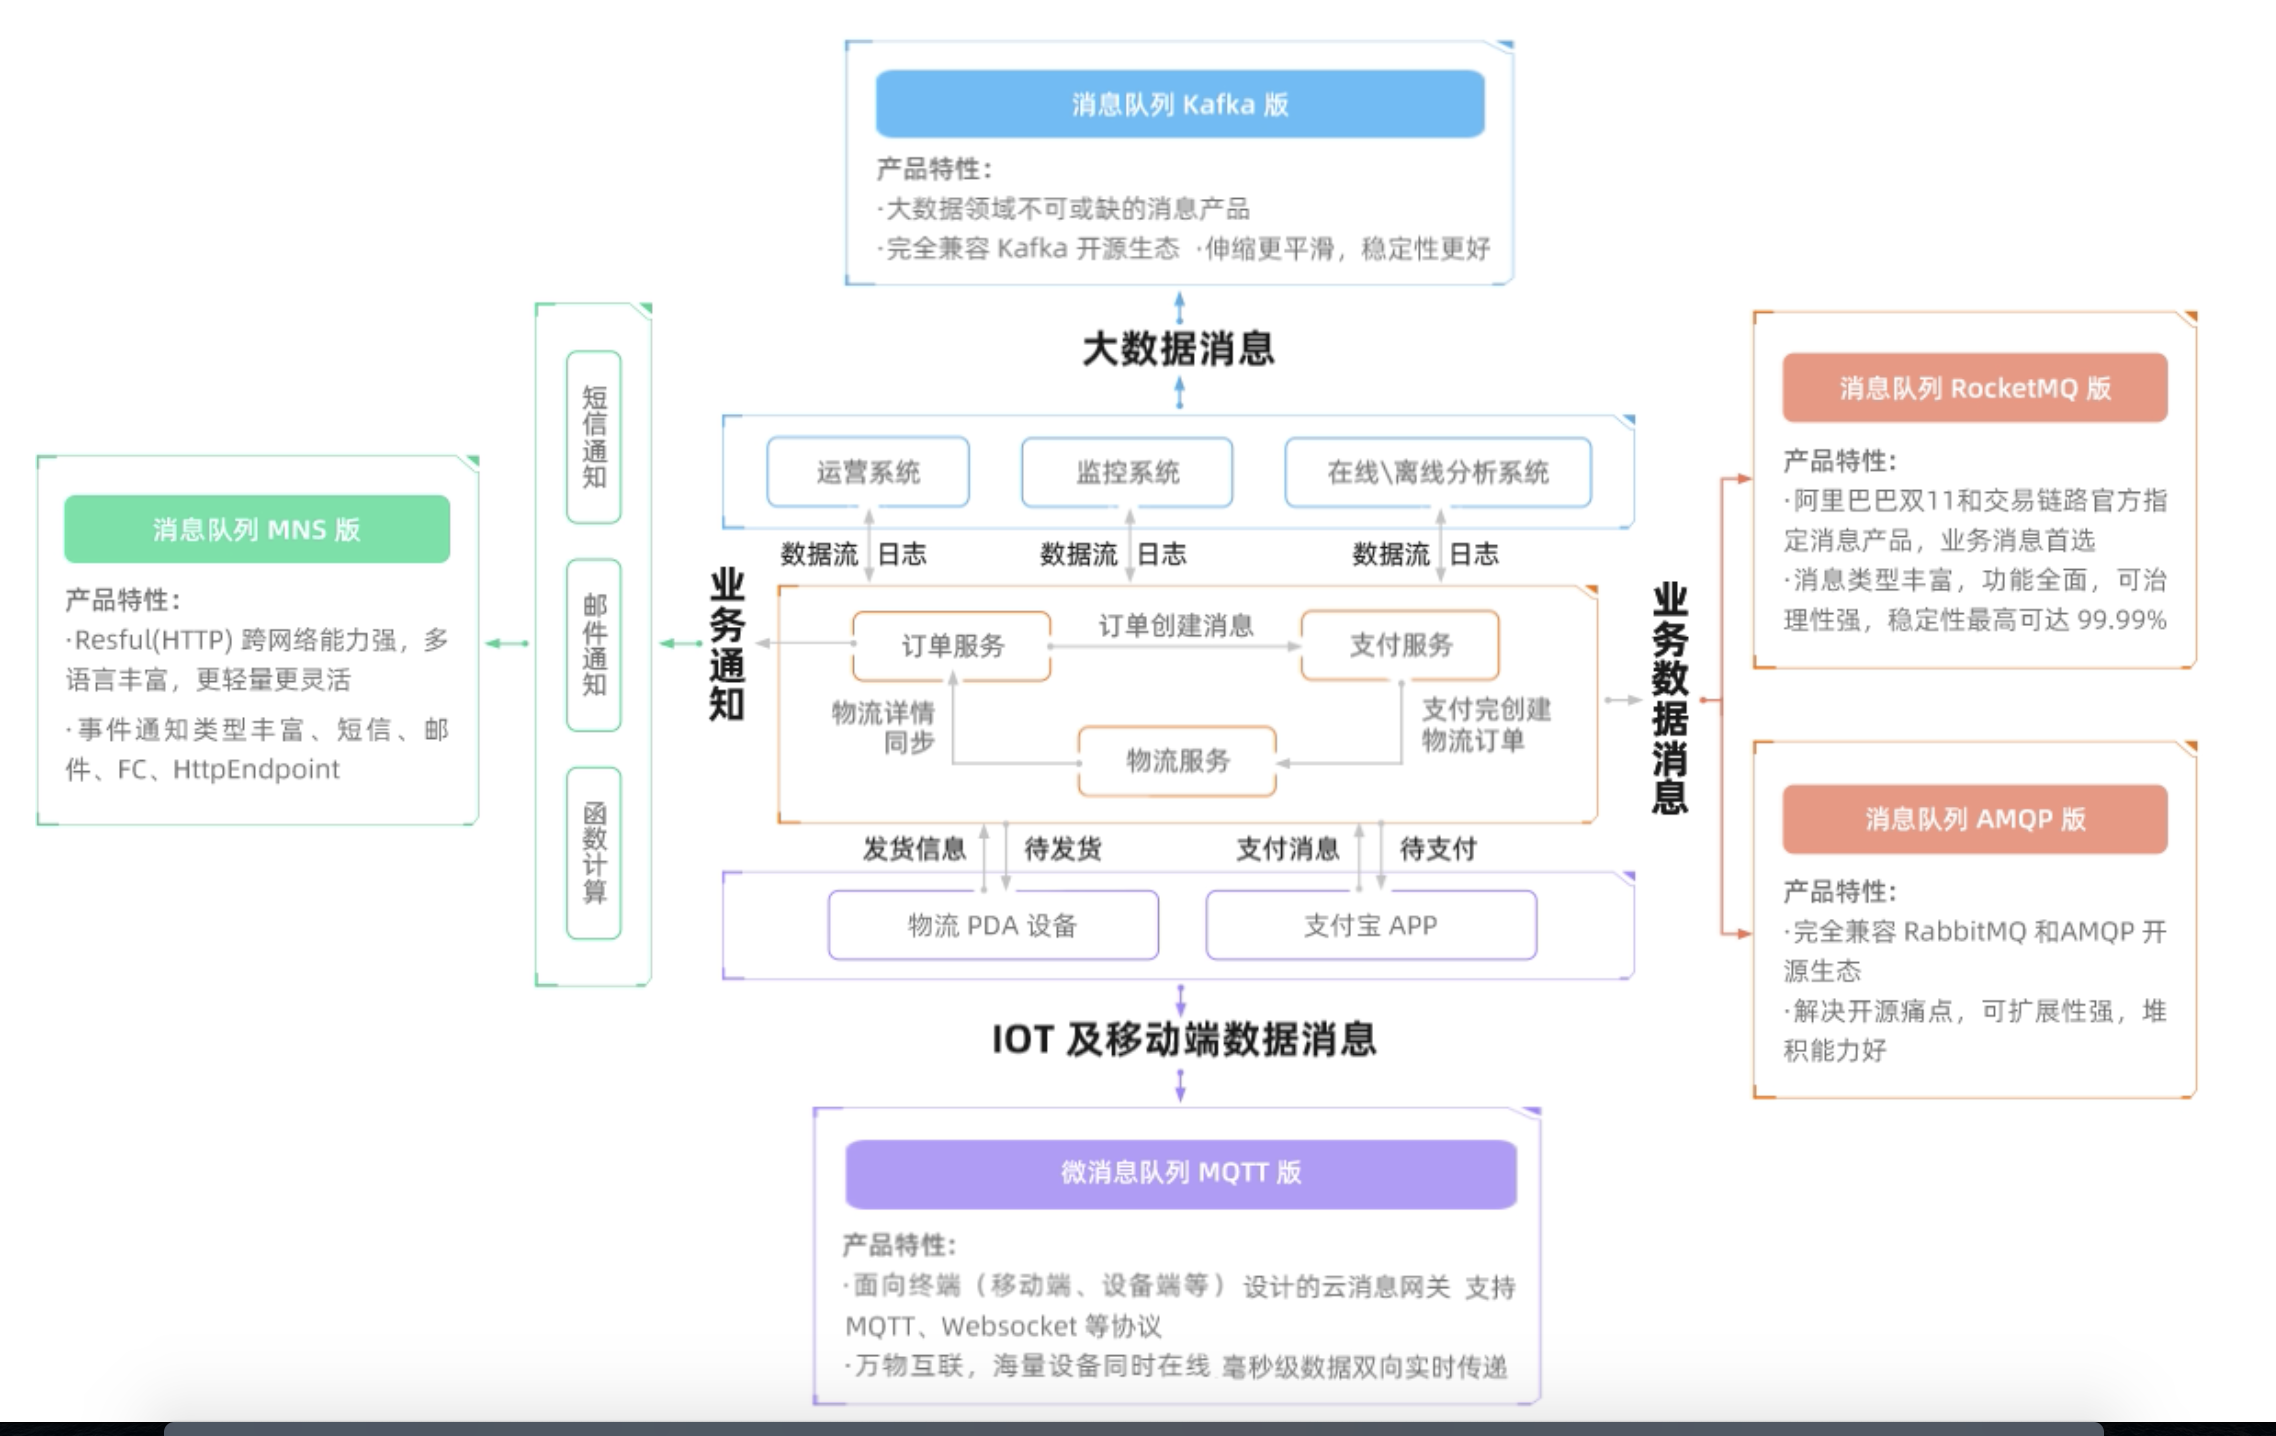 消息队列 Kafka 版
产品特性：
·大数据领域不可或缺的消息产品
·完全兼容 Kafka 开源生态 ·伸缩更平滑，稳定性更好
大数据消息
运营系统
监控系统
在线\离线分析系统
数据流 日志
数据流 日志
数据流 日志
消息队列 MNS 版
产品特性：
·Resful(HTTP) 跨网络能力强，多
语言丰富，更轻量更灵活
·事件通知类型丰富、短信、邮
件、FC、HttpEndpoint
短信通知
邮件通知
函数计算
业务通知
订单服务
订单创建消息
支付服务
物流详情
同步
物流服务
支付完创建
物流订单
业务数据消息
发货信息
待发货
支付消息
待支付
物流 PDA 设备
支付宝 APP
IOT 及移动端数据消息
消息队列 RocketMQ 版
产品特性：
·阿里巴巴双11和交易链路官方指
定消息产品，业务消息首选
·消息类型丰富，功能全面，可治
理性强，稳定性最高可达 99.99%
消息队列 AMQP 版
产品特性：
·完全兼容 RabbitMQ 和AMQP 开
源生态
·解决开源痛点，可扩展性强，堆
积能力好
微消息队列 MQTT 版
产品特性：
·面向终端（移动端、设备端等）设计的云消息网关 支持
MQTT、Websocket 等协议
·万物互联，海量设备同时在线 毫秒级数据双向实时传递